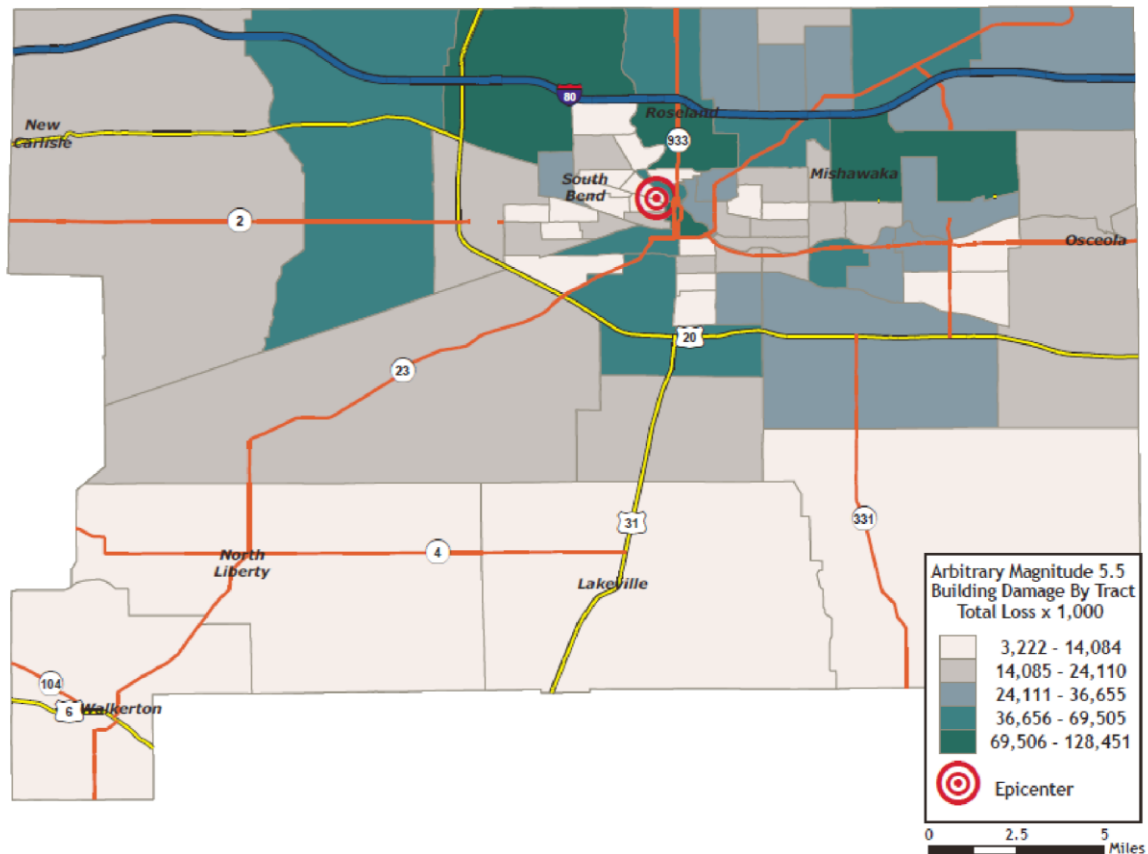 80
Roseland
New
Carlisle
933
South
Bend
Mishawaka
2
Osceola
20
23
31
331
North
Liberty
4
Lakeville
104
6
Walkerton
Arbitrary Magnitude 5.5
Building Damage By Tract
Total Loss x 1,000
3,222 - 14,084
14,085 - 24,110
24,111 - 36,655
36,656 - 69,505
69,506 - 128,451
Epicenter
0 2.5 5
Miles